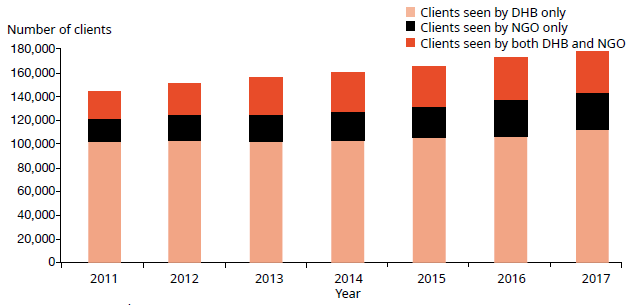 Clients seen by DHB only
Clients seen by NGO only
Clients seen by both DHB and NGO
Number of clients
180,000
160,000
140,000
120,000
100,000
80,000
60,000
40,000
20,000
0
2011 2012 2013 2014 2015 2016 2017
Year